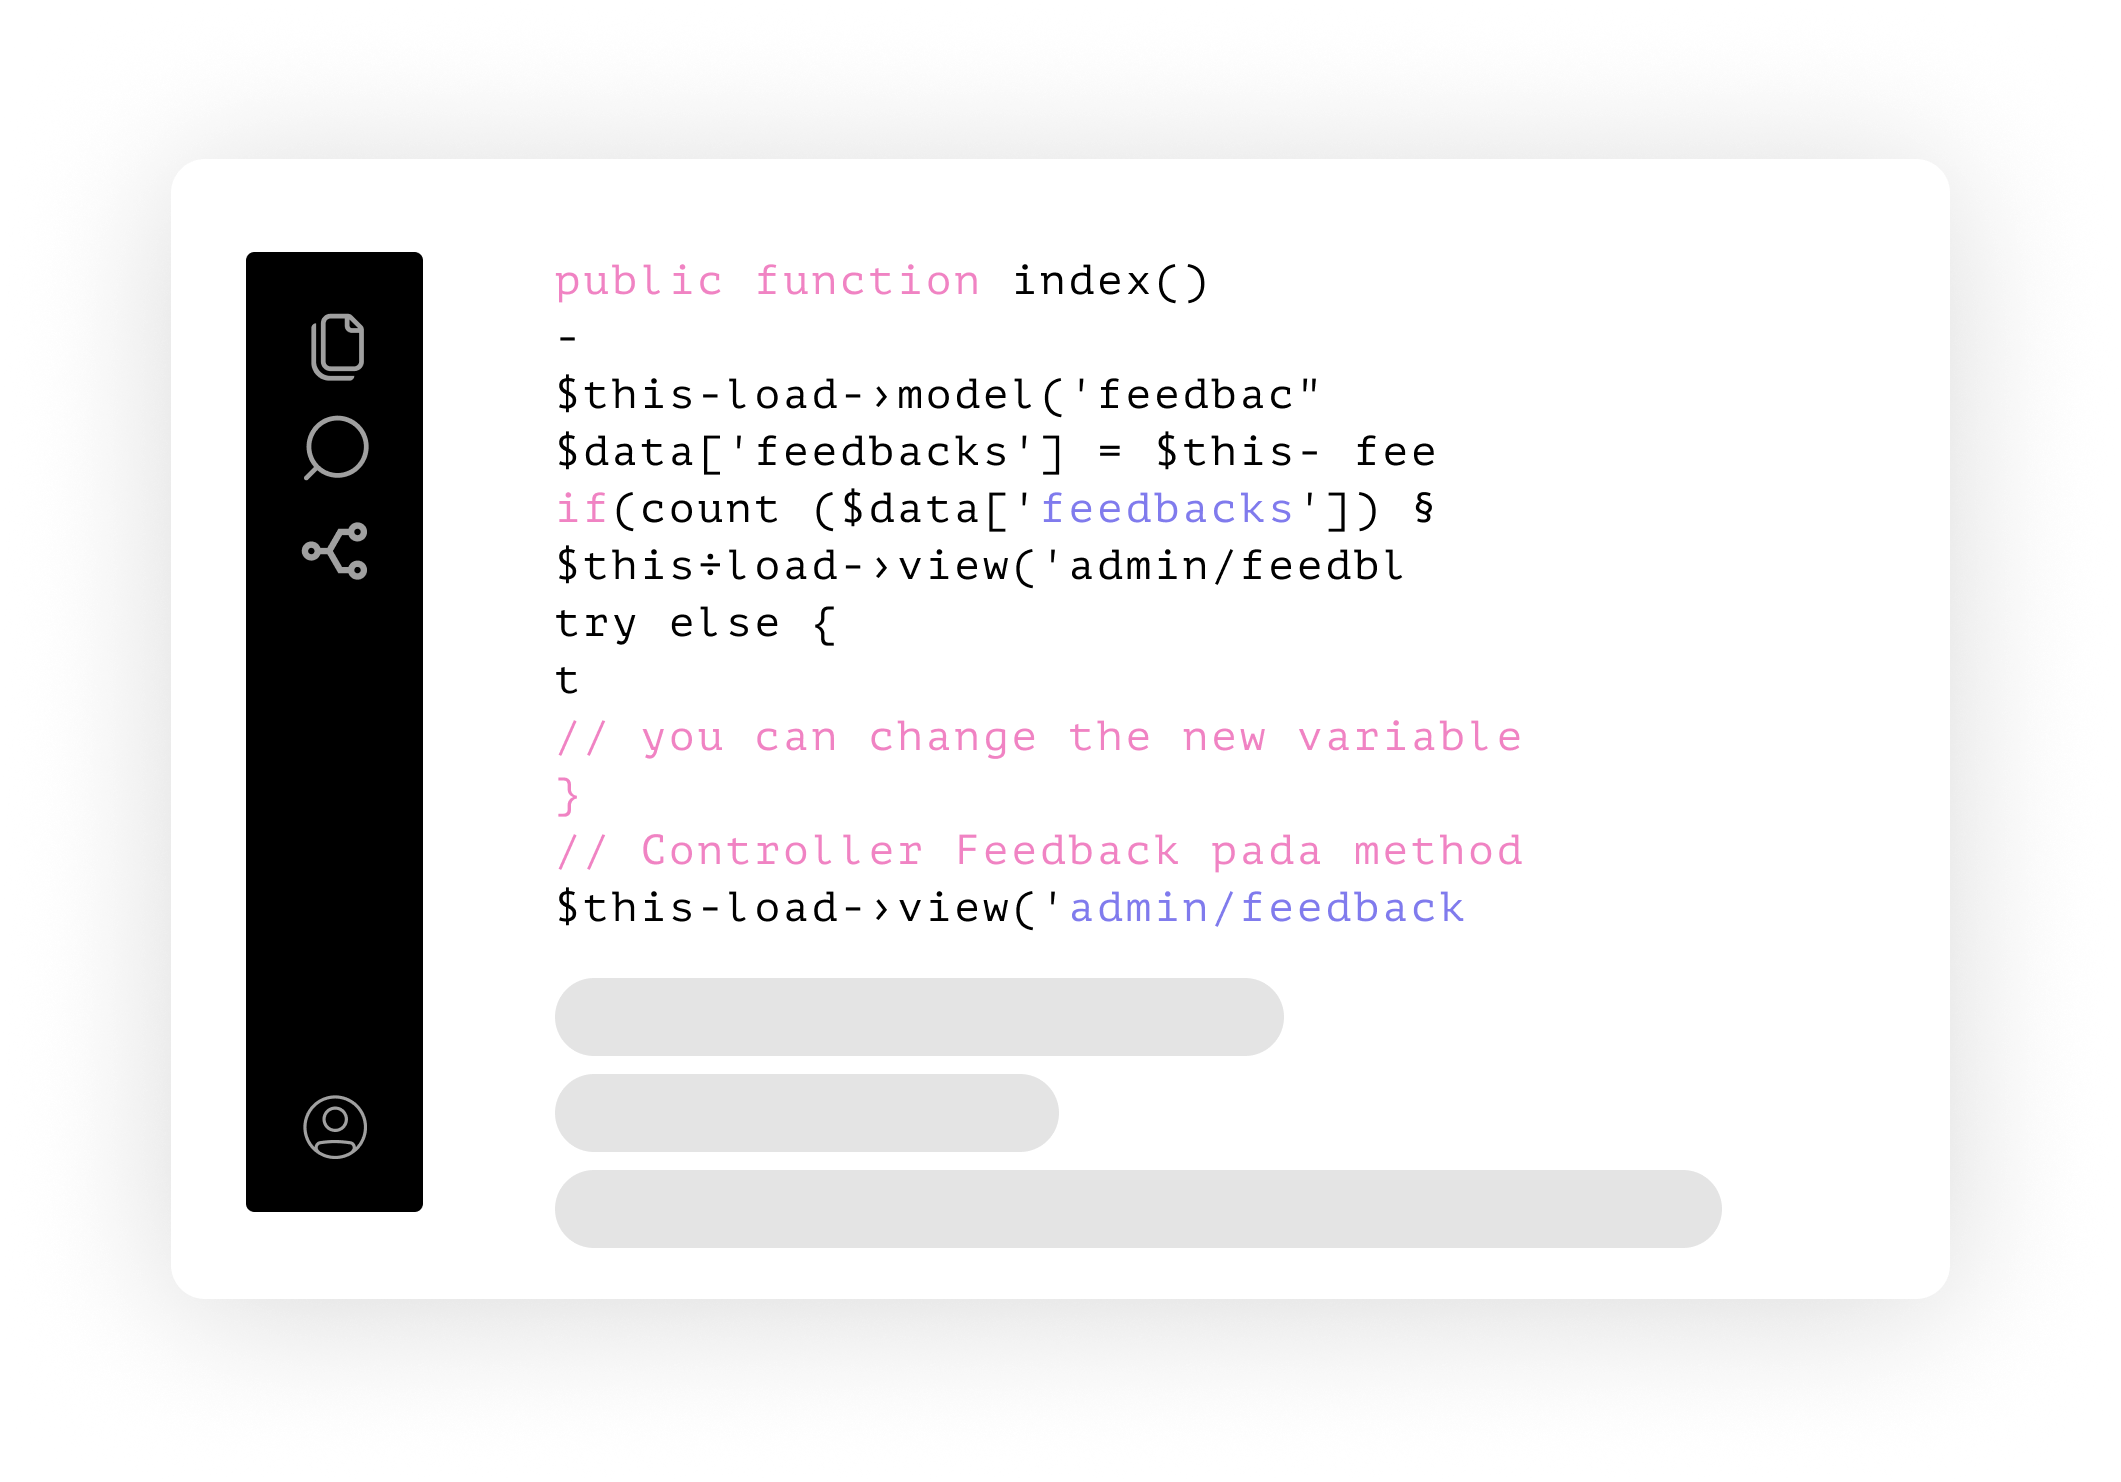 public function index()
-
$this-load-›model('feedbac"
$data['feedbacks'] = $this- fee
if(count ($data['feedbacks']) §
$this÷load-›view('admin/feedbl
try else {
t
// you can change the new variable
}
// Controller Feedback pada method
$this-load-›view('admin/feedback